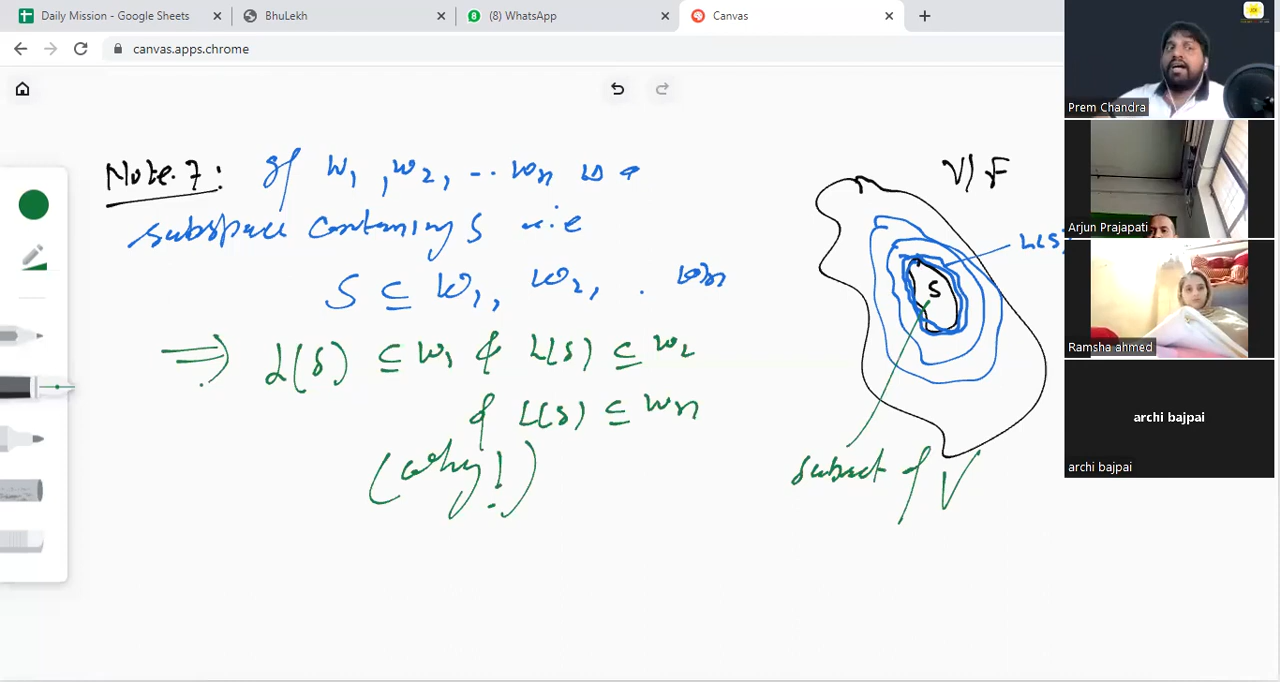 Daily Mission - Google Sheets
BhuLekh
(8) WhatsApp
Canvas
canvas.apps.chrome
Note.7: If W1, W2, ... Wn is a
subspace containing S i.e
S ⊆ W1, W2, . Wn
⇒ L(S) ⊆ W1 & L(S) ⊆ W2
& L(S) ⊆ Wn
(why!)
V/F
L(S)
S
subset of V
Prem Chandra
Arjun Prajapati
Ramsha ahmed
archi bajpai
archi bajpai